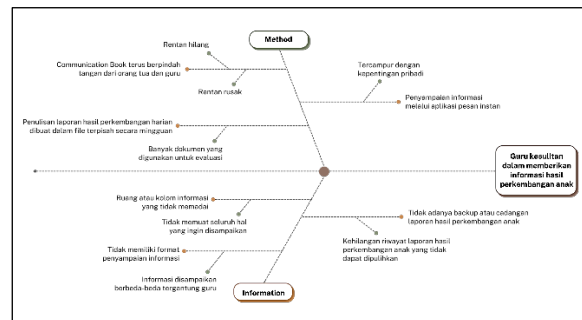 Method
Rentan hilang
Communication Book terus berpindah
tangan dari orang tua dan guru
Rentan rusak
Tercampur dengan
kepentingan pribadi
Penyampaian informasi
melalui aplikasi pesan instan
Penulisan laporan hasil perkembangan harian
dibuat dalam file terpisah secara mingguan
Banyak dokumen yang
digunakan untuk evaluasi
Guru kesulitan
dalam memberikan
informasi hasil
perkembangan anak
Ruang atau kolom informasi
yang tidak memadai
Tidak memuat seluruh hal
yang ingin disampaikan
Tidak adanya backup atau cadangan
laporan hasil perkembangan anak
Kehilangan riwayat laporan hasil
perkembangan anak yang tidak
dapat dipulihkan
Tidak memiliki format
penyampaian informasi
Informasi disampaikan
berbeda-beda tergantung guru
Information